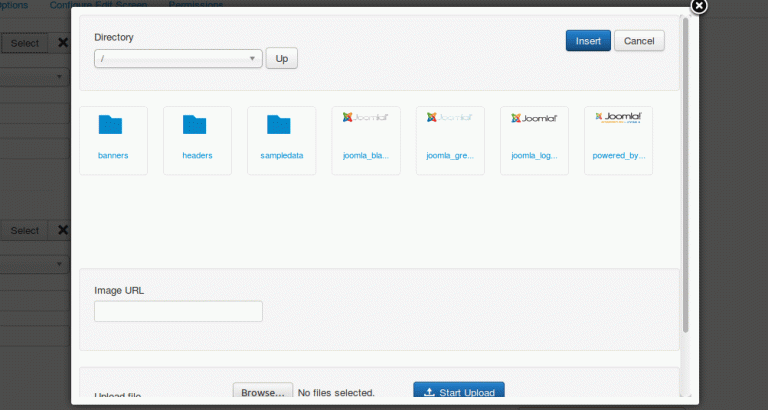 Options Configure Edit Screen Permissions
Directory
Insert Cancel
Select
/ Up
Joomla! Joomla! Joomla! Joomla!
banners headers sampledata joomla_bla... joomla_gre... joomla_log... powered_by...
Select
Image URL
Upload file Browse... No files selected. Start Upload